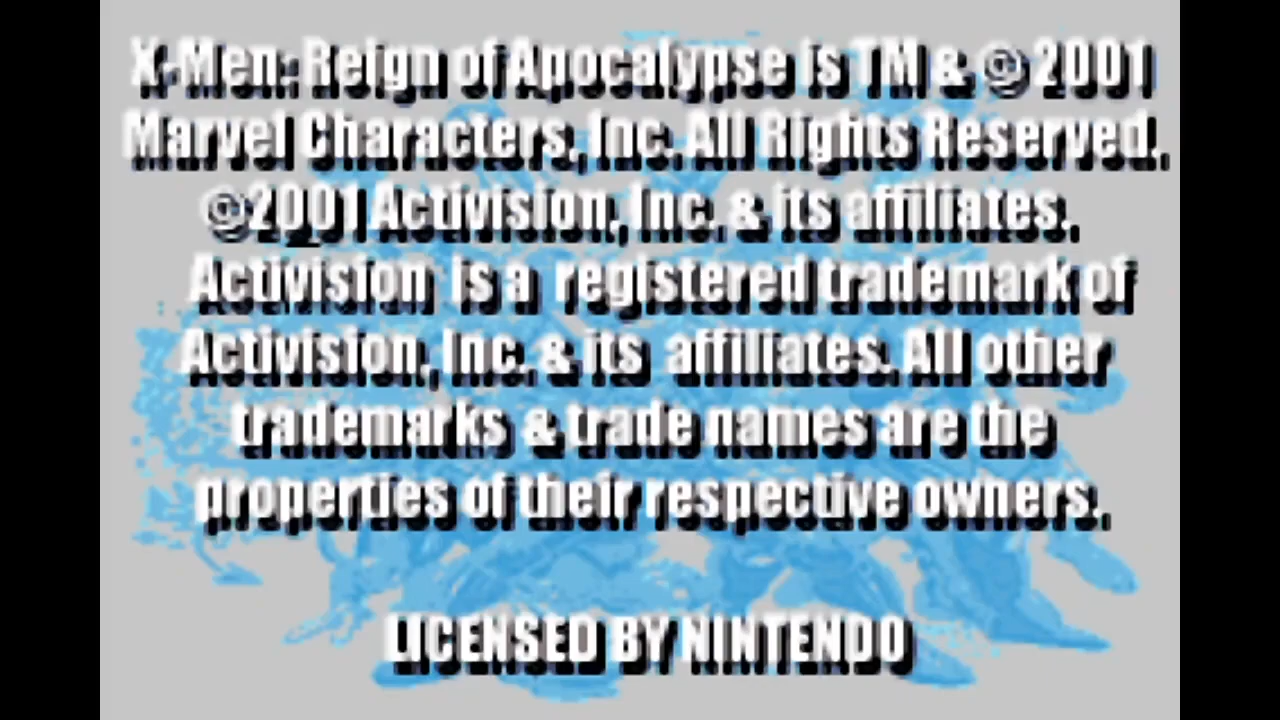 X-Men: Reign of Apocalypse is TM & © 2001
Marvel Characters, Inc. All Rights Reserved.
©2001 Activision, Inc. & its affiliates.
Activision is a registered trademark of
Activision, Inc. & its affiliates. All other
trademarks & trade names are the
properties of their respective owners.
LICENSED BY NINTENDO